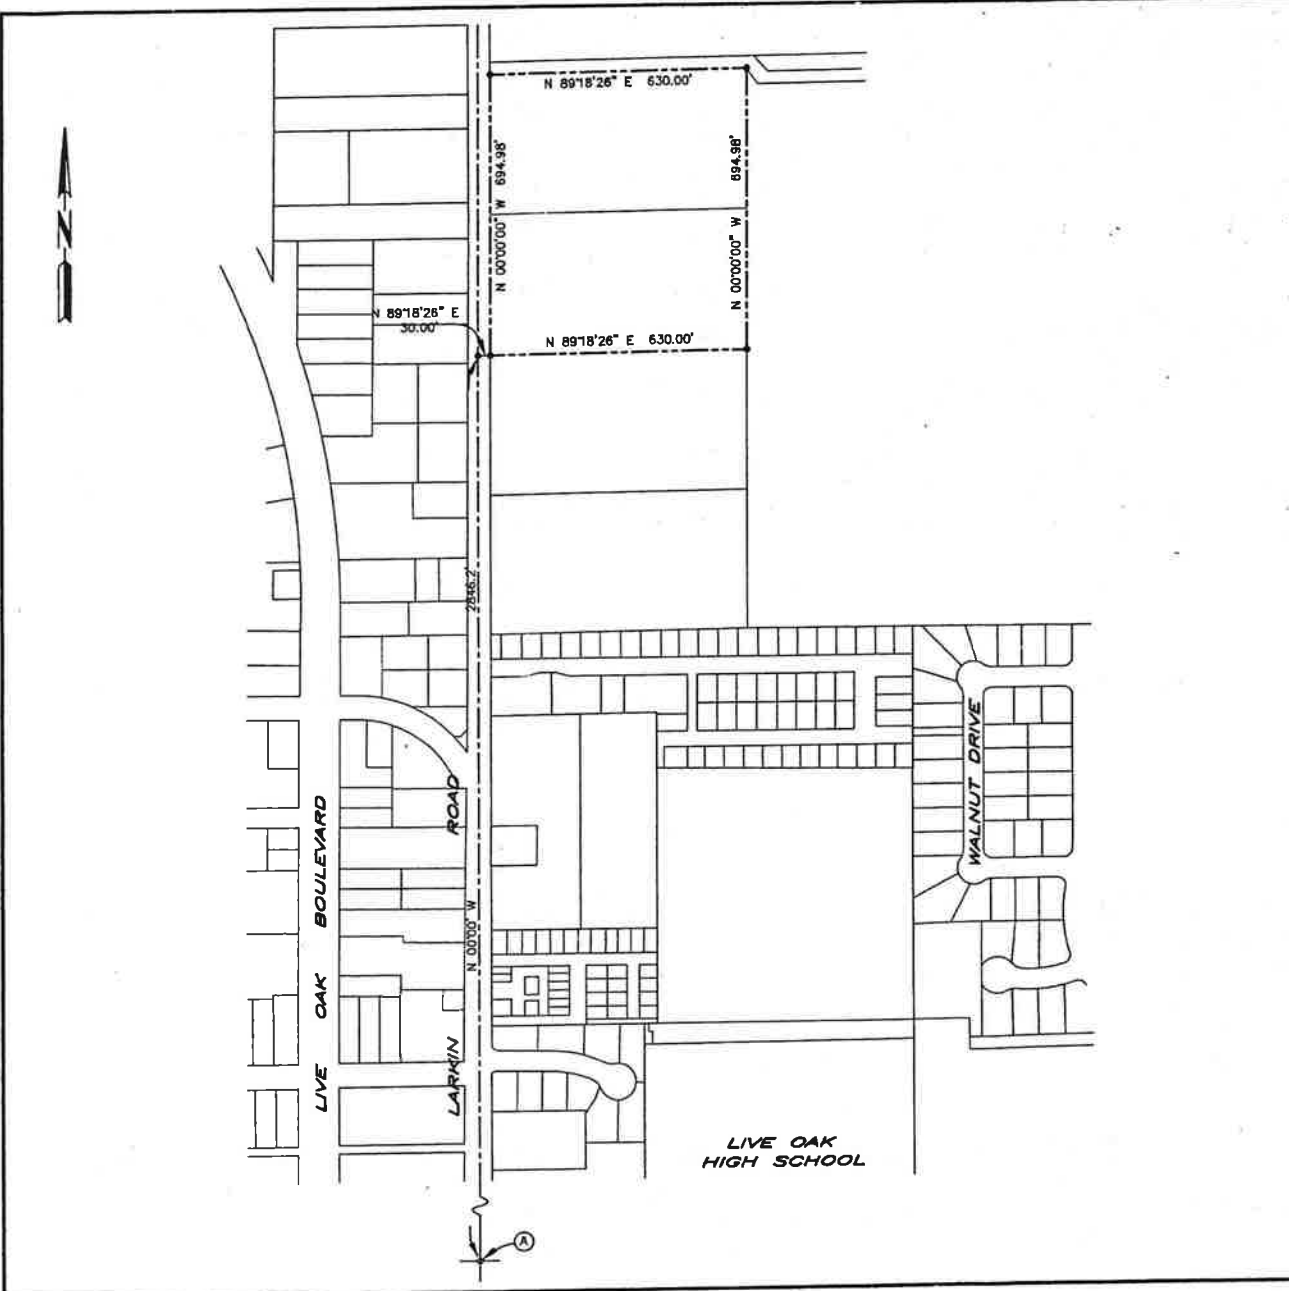 N 89°18'26" E 630.00'
N 00°00'00" W 694.98'
N 00°00'00" W 694.98'
N
N 89°18'26" E
30.00'
N 89°18'26" E 630.00'
2846.2'
WALNUT DRIVE
LIVE OAK BOULEVARD
LARKIN ROAD
N 00°00' W
LIVE OAK
HIGH SCHOOL
A